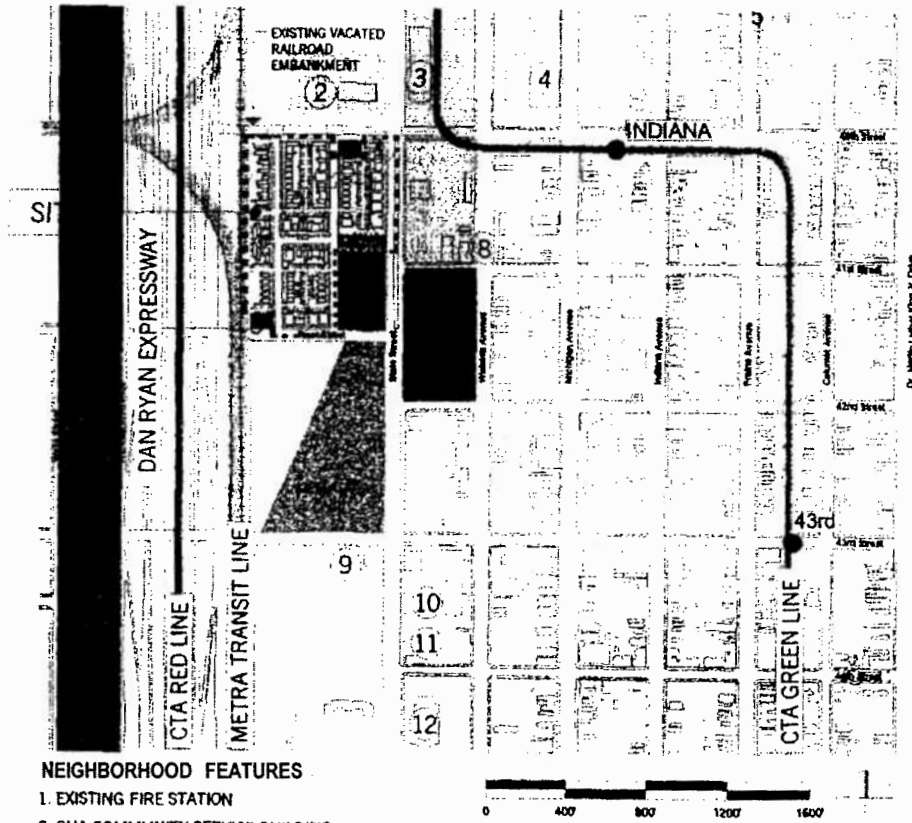 EXISTING VACATED
RAILROAD
EMBANKMENT
2
3
4
INDIANA
40th Street
SIT
8
41st Street
DAN RYAN EXPRESSWAY
State Street
Wabash Avenue
Michigan Avenue
Indiana Avenue
Prairie Avenue
Calumet Avenue
42nd Street
43rd
43rd Street
9
10
11
12
CTA RED LINE
METRA TRANSIT LINE
CTA GREEN LINE
NEIGHBORHOOD FEATURES
1. EXISTING FIRE STATION
0 400 800 1200 1600